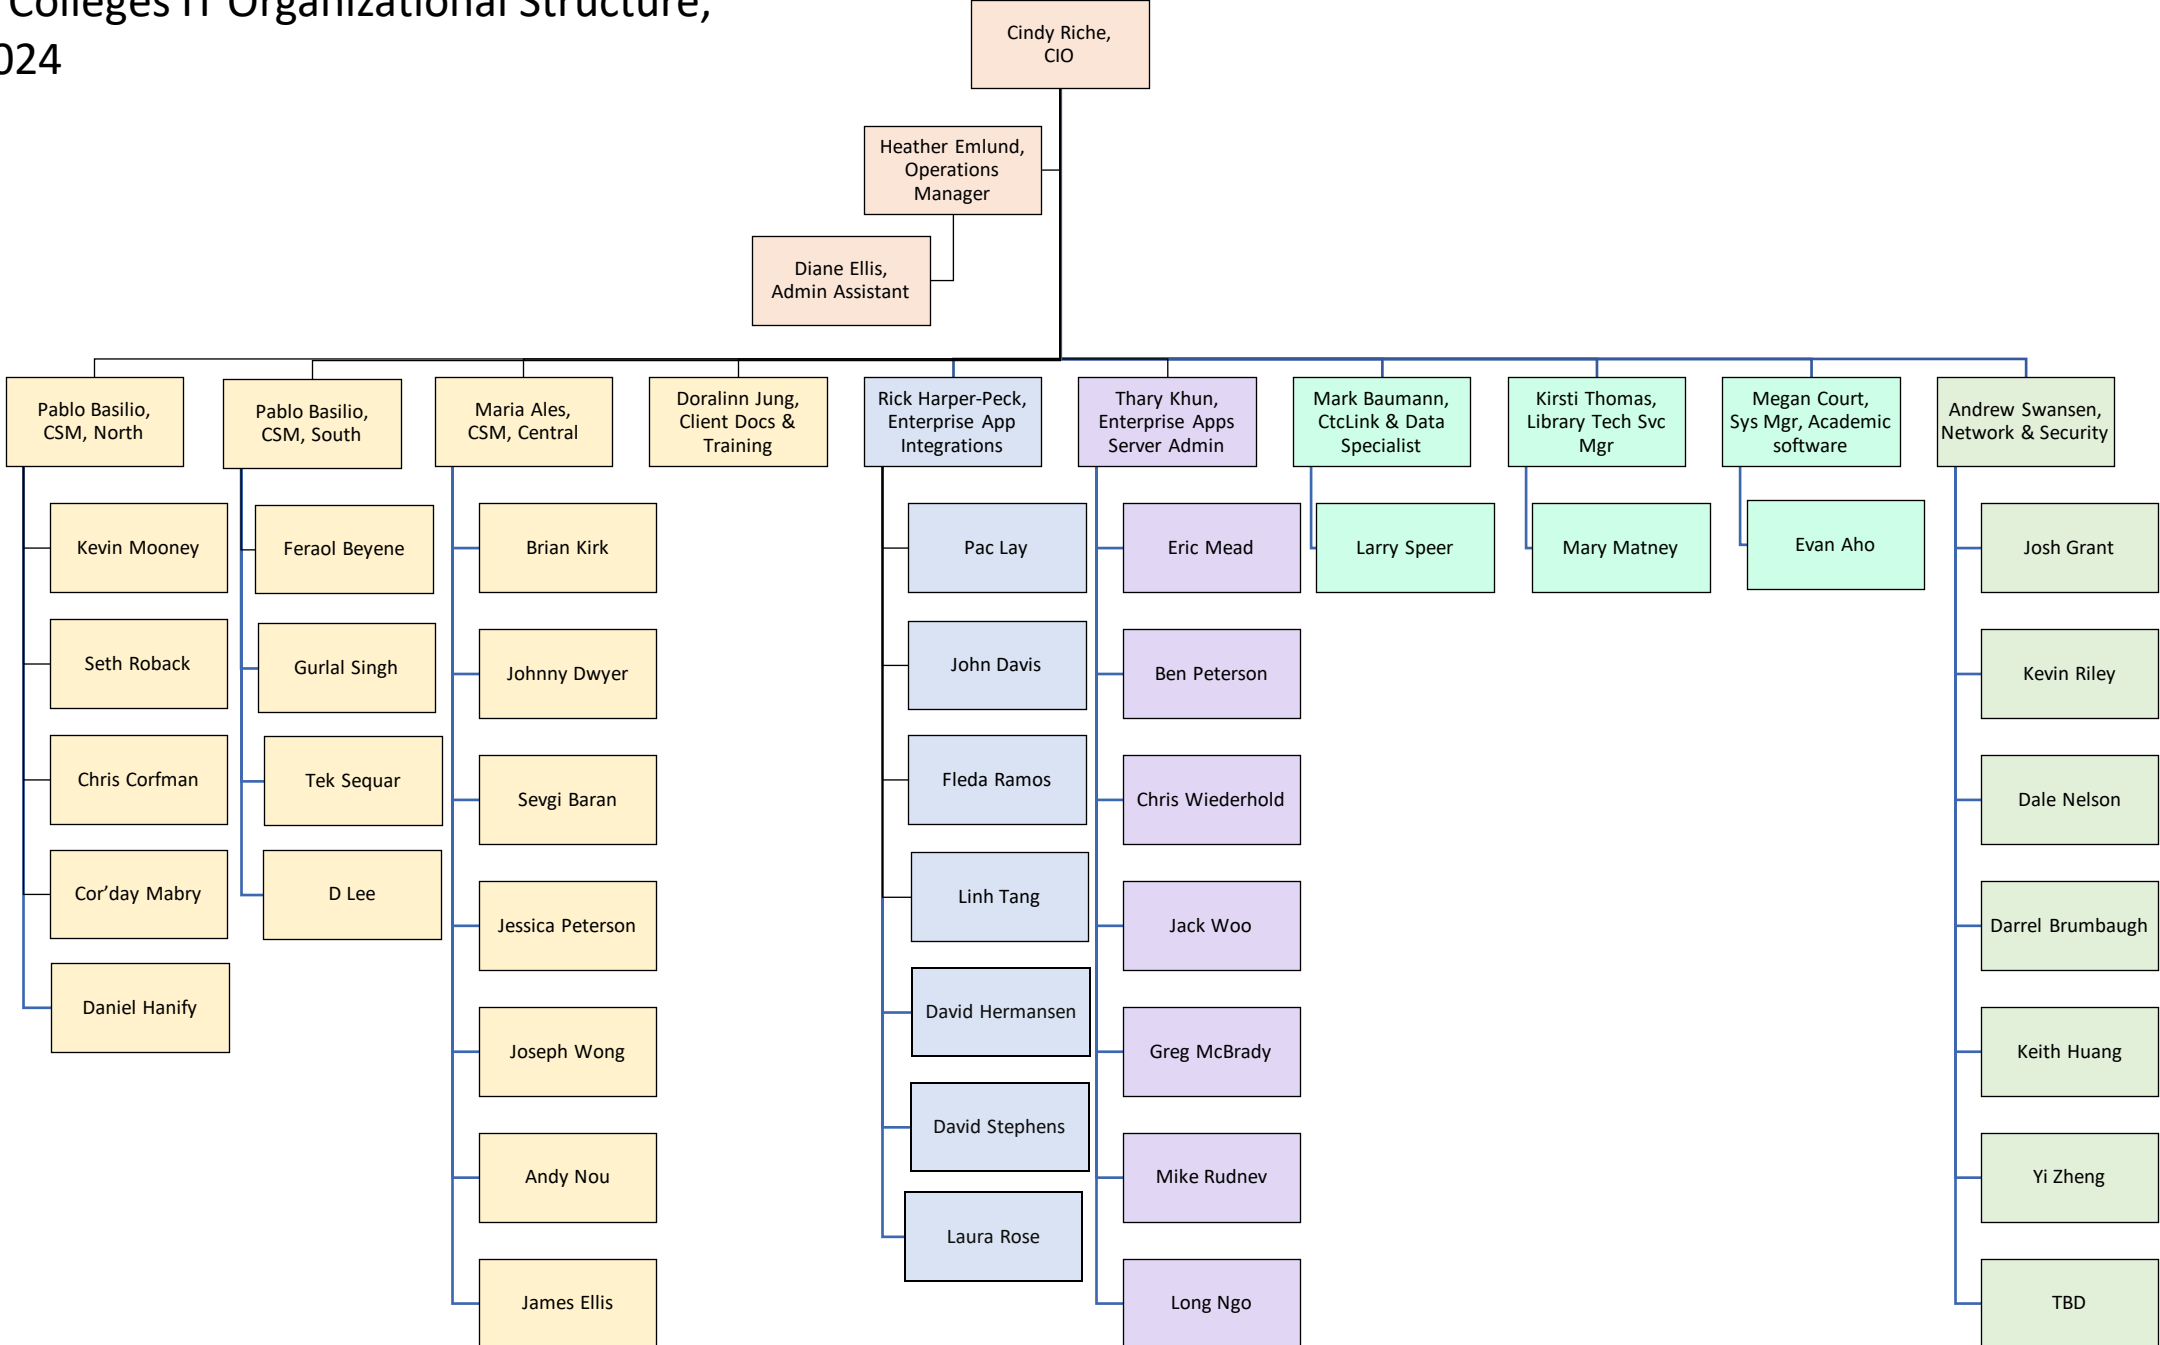 Colleges IT Organizational Structure,
024
Cindy Riche,
CIO
Heather Emlund,
Operations
Manager
Diane Ellis,
Admin Assistant
Pablo Basilio,
CSM, North
Pablo Basilio,
CSM, South
Maria Ales,
CSM, Central
Doralinn Jung,
Client Docs &
Training
Rick Harper-Peck,
Enterprise App
Integrations
Thary Khun,
Enterprise Apps
Server Admin
Mark Baumann,
CtcLink & Data
Specialist
Kirsti Thomas,
Library Tech Svc
Mgr
Megan Court,
Sys Mgr, Academic
software
Andrew Swansen,
Network & Security
Kevin Mooney
Seth Roback
Chris Corfman
Cor’day Mabry
Daniel Hanify
Feraol Beyene
Gurlal Singh
Tek Sequar
D Lee
Brian Kirk
Johnny Dwyer
Sevgi Baran
Jessica Peterson
Joseph Wong
Andy Nou
James Ellis
Pac Lay
John Davis
Fleda Ramos
Linh Tang
David Hermansen
David Stephens
Laura Rose
Eric Mead
Ben Peterson
Chris Wiederhold
Jack Woo
Greg McBrady
Mike Rudnev
Long Ngo
Larry Speer
Mary Matney
Evan Aho
Josh Grant
Kevin Riley
Dale Nelson
Darrel Brumbaugh
Keith Huang
Yi Zheng
TBD